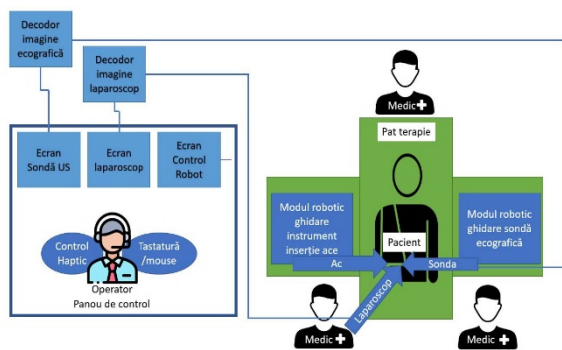 Decodor
imagine
ecografică
Decodor
imagine
laparoscop
Ecran
Sondă US
Ecran
laparoscop
Ecran
Control
Robot
Control
Haptic
Tastatură
/mouse
Operator
Panou de control
Medic
Pat terapie
Modul robotic
ghidare
instrument
inserție ace
Pacient
Modul robotic
ghidare sondă
ecografică
Ac
Sonda
Laparoscop
Medic
Medic